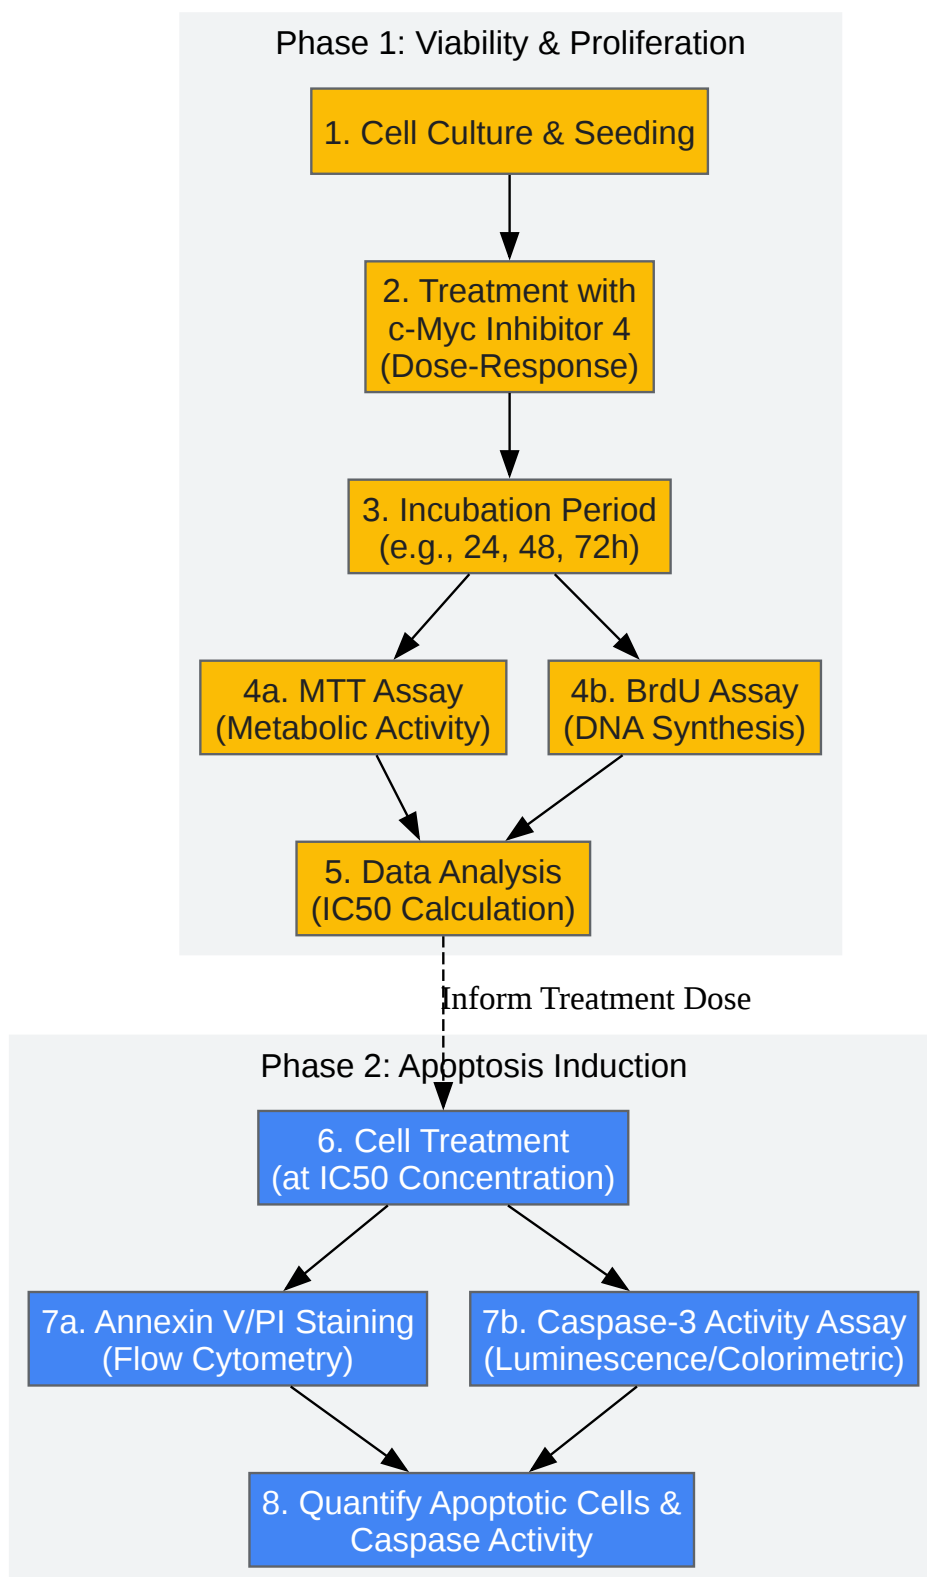 Phase 1: Viability & Proliferation
1. Cell Culture & Seeding
2. Treatment with
c-Myc Inhibitor 4
(Dose-Response)
3. Incubation Period
(e.g., 24, 48, 72h)
4a. MTT Assay
(Metabolic Activity)
4b. BrdU Assay
(DNA Synthesis)
5. Data Analysis
(IC50 Calculation)
Inform Treatment Dose
Phase 2: Apoptosis Induction
6. Cell Treatment
(at IC50 Concentration)
7a. Annexin V/PI Staining
(Flow Cytometry)
7b. Caspase-3 Activity Assay
(Luminescence/Colorimetric)
8. Quantify Apoptotic Cells &
Caspase Activity